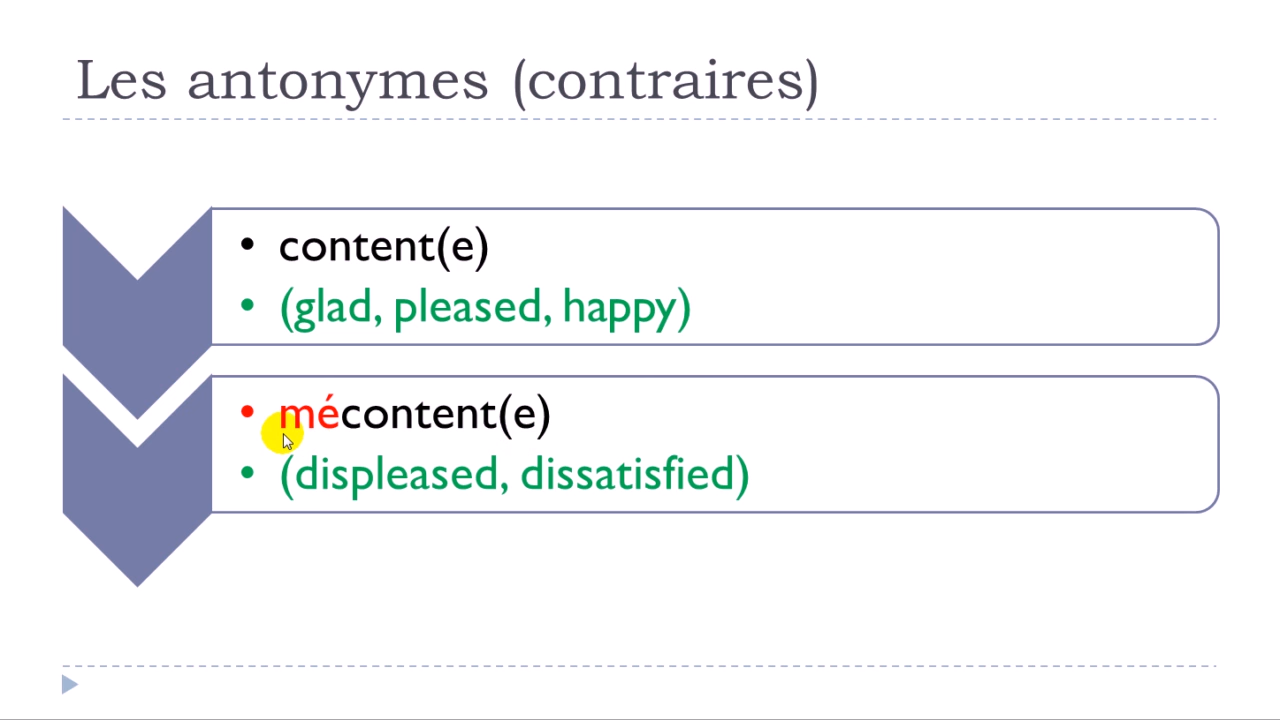 Les antonymes (contraires)
• content(e)
• (glad, pleased, happy)
• mécontent(e)
• (displeased, dissatisfied)